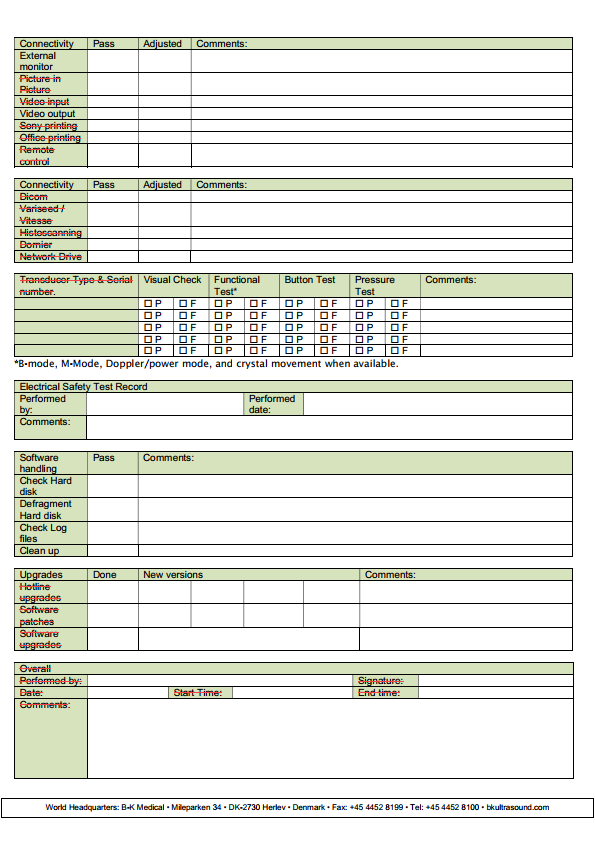 Connectivity Pass Adjusted Comments:
External
monitor
Picture in
Picture
Video input
Video output
Sony printing
Office printing
Remote
control
Connectivity Pass Adjusted Comments:
Dicom
Variseed /
Vitesse
Histoscanning
Dornier
Network Drive
Transducer Type & Serial Visual Check Functional Button Test Pressure Comments:
number. Test* Test
☐ P ☐ F ☐ P ☐ F ☐ P ☐ F ☐ P ☐ F
☐ P ☐ F ☐ P ☐ F ☐ P ☐ F ☐ P ☐ F
☐ P ☐ F ☐ P ☐ F ☐ P ☐ F ☐ P ☐ F
☐ P ☐ F ☐ P ☐ F ☐ P ☐ F ☐ P ☐ F
☐ P ☐ F ☐ P ☐ F ☐ P ☐ F ☐ P ☐ F
*B-mode, M-Mode, Doppler/power mode, and crystal movement when available.
Electrical Safety Test Record
Performed Performed
by: date:
Comments:
Software Pass Comments:
handling
Check Hard
disk
Defragment
Hard disk
Check Log
files
Clean up
Upgrades Done New versions Comments:
Hotline
upgrades
Software
patches
Software
upgrades
Overall
Performed by: Signature:
Date: Start Time: End time:
Comments:
World Headquarters: B-K Medical • Mileparken 34 • DK-2730 Herlev • Denmark • Fax: +45 4452 8199 • Tel: +45 4452 8100 • bkultrasound.com